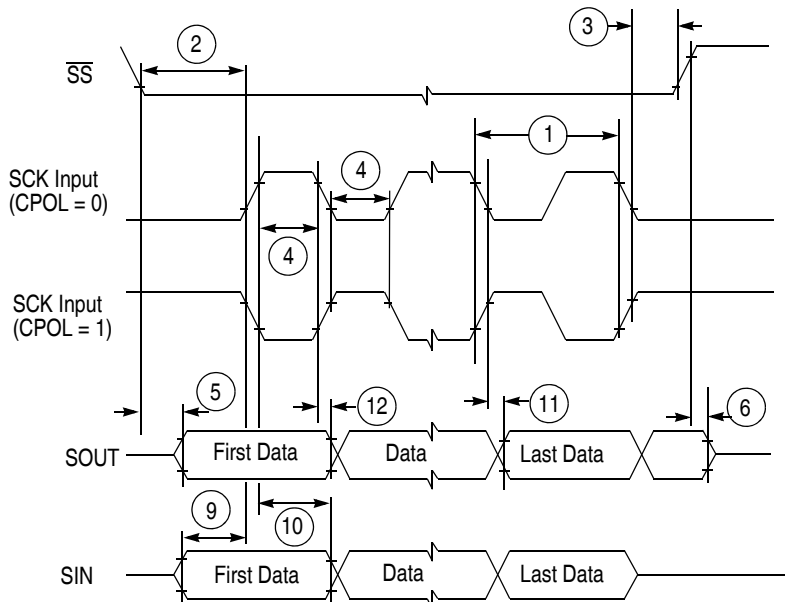 2
3
SS
1
SCK Input
(CPOL = 0)
4
4
SCK Input
(CPOL = 1)
5
12
11
6
SOUT
First Data
Data
Last Data
9
10
SIN
First Data
Data
Last Data